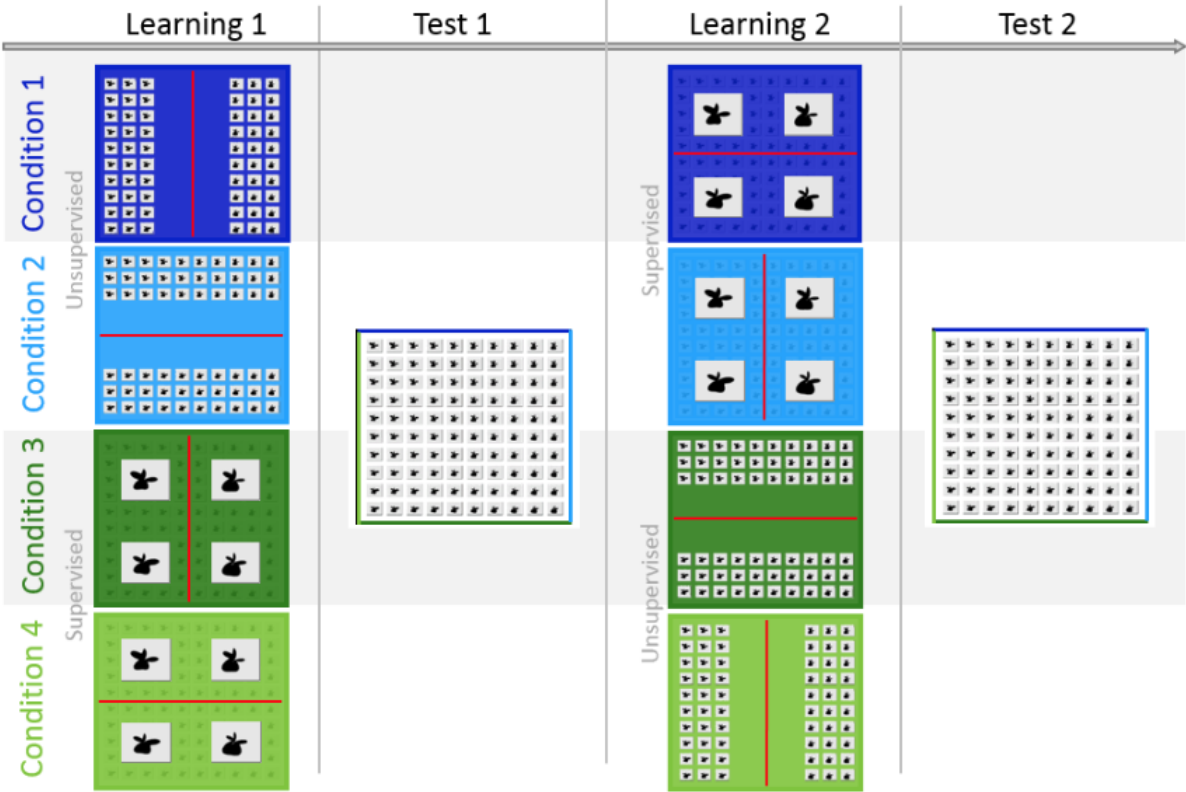 Learning 1
Test 1
Learning 2
Test 2
Condition 1
Condition 2
Condition 3
Condition 4
Unsupervised
Supervised
Supervised
Unsupervised